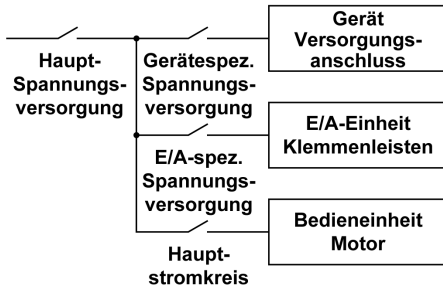 Gerät
Versorgungs-
anschluss
Haupt-
Spannungs-
versorgung
Gerätespez.
Spannungs-
versorgung
E/A-Einheit
Klemmenleisten
E/A-spez.
Spannungs-
versorgung
Bedieneinheit
Motor
Haupt-
stromkreis